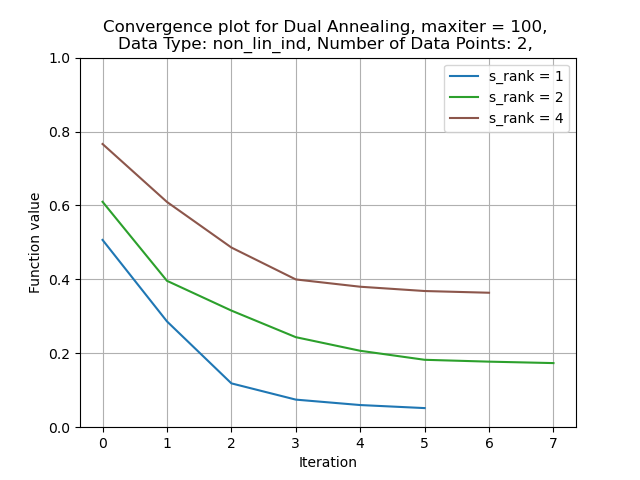 Convergence plot for Dual Annealing, maxiter = 100,
Data Type: non_lin_ind, Number of Data Points: 2,
s_rank = 1
s_rank = 2
s_rank = 4
Function value
1.0
0.8
0.6
0.4
0.2
0.0
0 1 2 3 4 5 6 7
Iteration